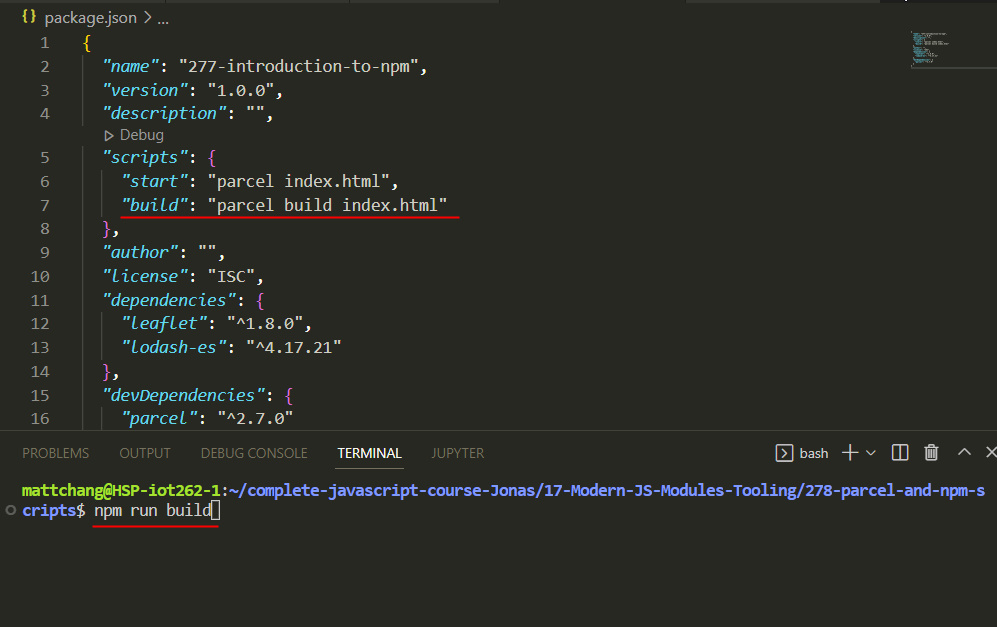 {} package.json > ...
1 {
2 "name": "277-introduction-to-npm",
3 "version": "1.0.0",
4 "description": "",
Debug
5 "scripts": {
6 "start": "parcel index.html",
7 "build": "parcel build index.html"
8 },
9 "author": "",
10 "license": "ISC",
11 "dependencies": {
12 "leaflet": "^1.8.0",
13 "lodash-es": "^4.17.21"
14 },
15 "devDependencies": {
16 "parcel": "^2.7.0"
PROBLEMS OUTPUT DEBUG CONSOLE TERMINAL JUPYTER bash
mattchang@HSP-iot262-1:~/complete-javascript-course-Jonas/17-Modern-JS-Modules-Tooling/278-parcel-and-npm-s
cripts$ npm run build